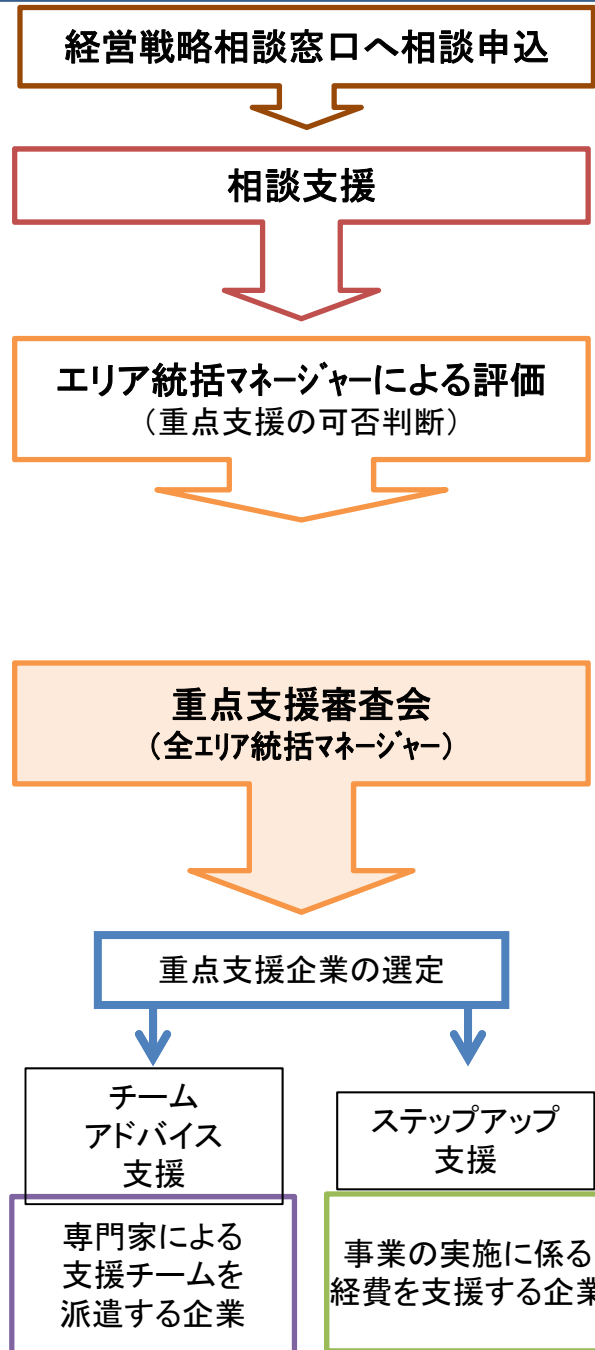 経営戦略相談窓口へ相談申込
相談支援
エリア統括マネージャーによる評価
（重点支援の可否判断）
重点支援審査会
（全エリア統括マネージャー）
重点支援企業の選定
チーム
アドバイス
支援
専門家による
支援チームを
派遣する企業
ステップアップ
支援
事業の実施に係る
経費を支援する企業